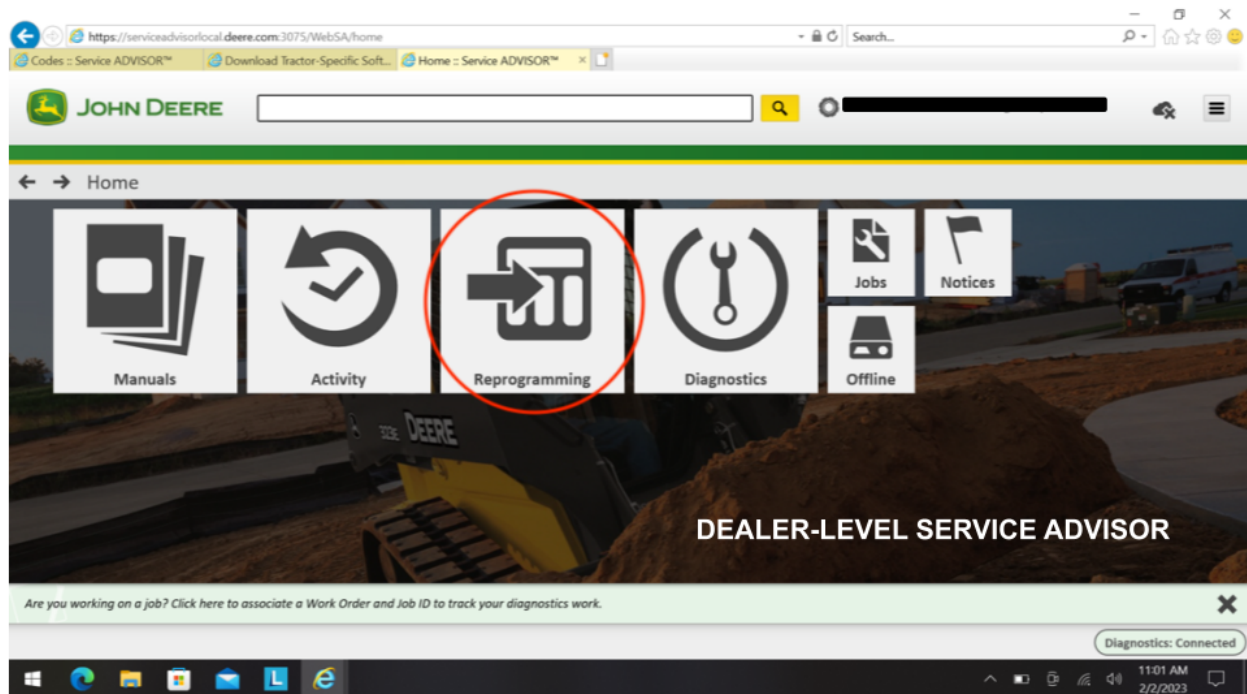 https://serviceadvisorlocal.deere.com:3075/WebSA/home
Search...
Codes :: Service ADVISOR™
Download Tractor-Specific Soft...
Home :: Service ADVISOR™
JOHN DEERE
Home
Manuals
Activity
Reprogramming
Diagnostics
Jobs
Notices
Offline
323E DEERE
DEALER-LEVEL SERVICE ADVISOR
Are you working on a job? Click here to associate a Work Order and Job ID to track your diagnostics work.
Diagnostics: Connected
L
11:01 AM
2/2/2023